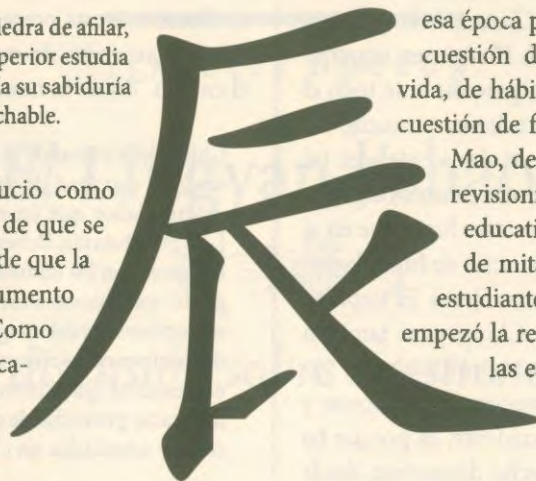 iedra de afilar,
perior estudia
a su sabiduría
chable.
ucio como
de que se
de que la
umento
Como
ca-
辰
esa época p
cuestión d
vida, de hábi
cuestión de f
Mao, de
revisioni
educati
de mita
estudiante
empezó la re
las e